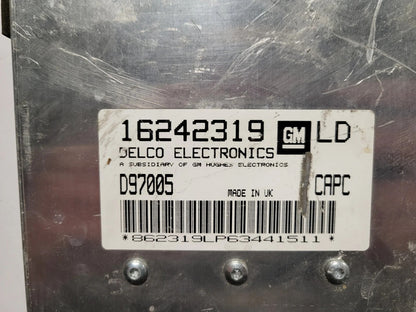 16242319 GM LD
DELCO ELECTRONICS
A SUBSIDIARY OF GM HUGHES ELECTRONICS
D97005 MADE IN UK CAPC
*862319LP63441511*